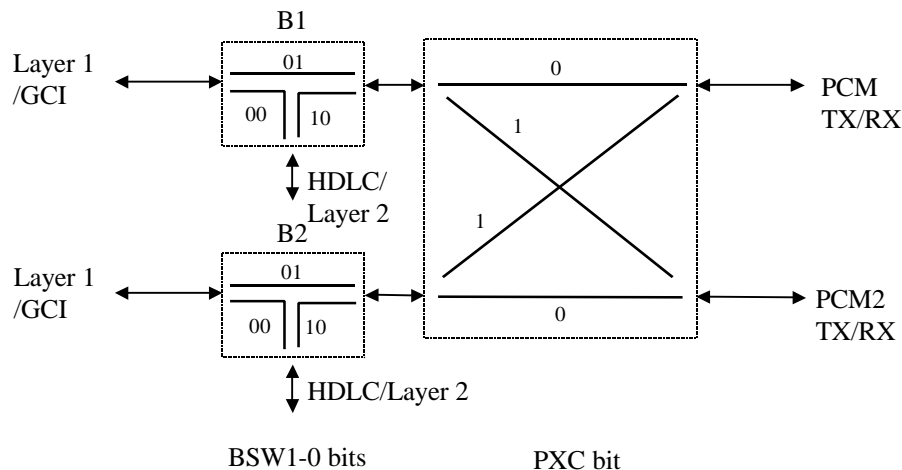 B1
Layer 1
/GCI
01
00
10
HDLC/
Layer 2
0
1
1
0
PCM
TX/RX
B2
Layer 1
/GCI
01
00
10
HDLC/Layer 2
PCM2
TX/RX
BSW1-0 bits
PXC bit